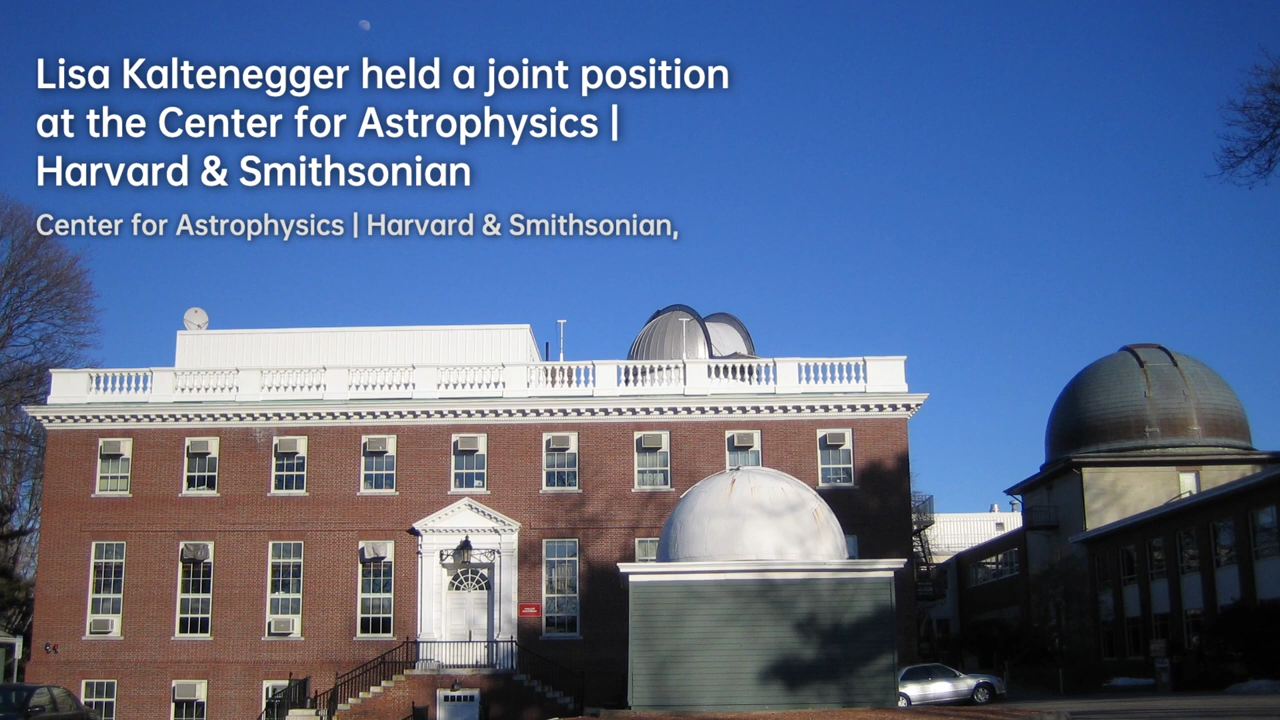 Lisa Kaltenegger held a joint position
at the Center for Astrophysics |
Harvard & Smithsonian
Center for Astrophysics | Harvard & Smithsonian,